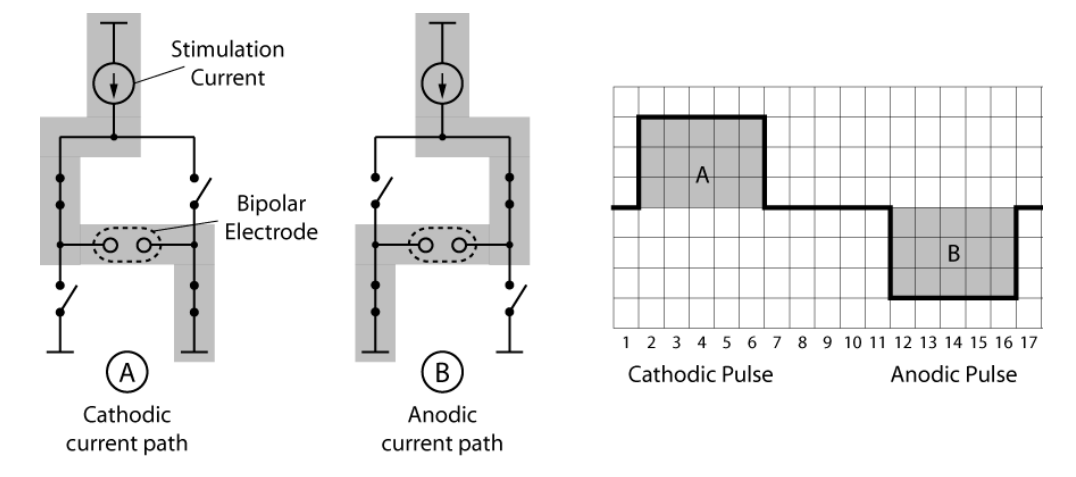 Stimulation
Current
Bipolar
Electrode
A
Cathodic
current path
B
Anodic
current path
A
B
1 2 3 4 5 6 7 8 9 10 11 12 13 14 15 16 17
Cathodic Pulse
Anodic Pulse